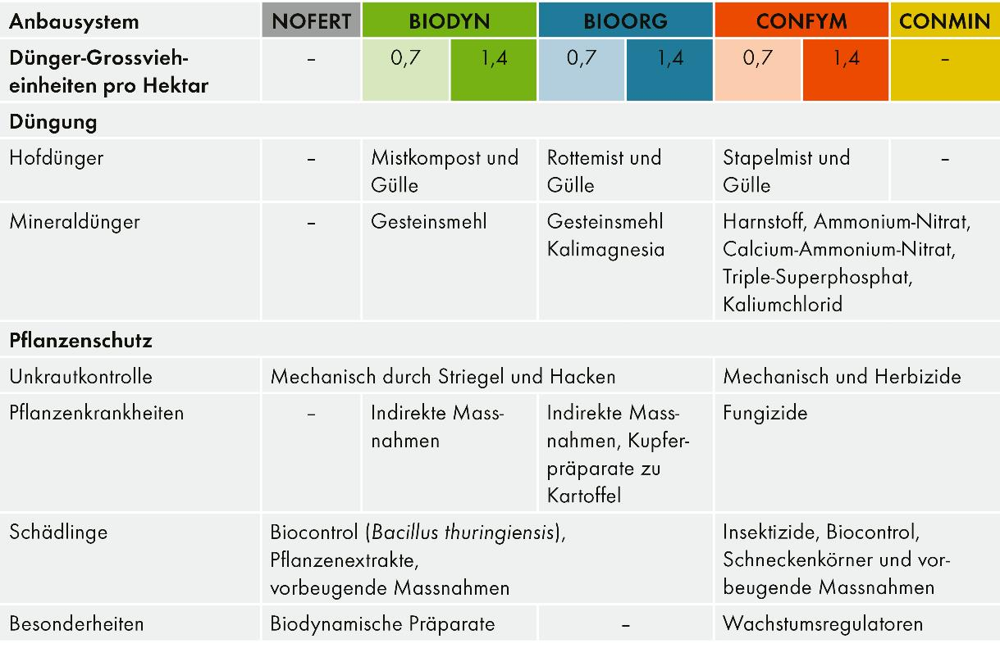 Anbausystem NOFERT BIODYN BIOORG CONFYM CONMIN
Dünger-Grossvieh-
einheiten pro Hektar – 0,7 1,4 0,7 1,4 0,7 1,4 –
Düngung
Hofdünger – Mistkompost und Rottemist und Stapelmist und –
Gülle Gülle Gülle
Mineraldünger – Gesteinsmehl Gesteinsmehl Harnstoff, Ammonium-Nitrat,
Kalimagnesia Calcium-Ammonium-Nitrat,
Triple-Superphosphat,
Kaliumchlorid
Pflanzenschutz
Unkrautkontrolle Mechanisch durch Striegel und Hacken Mechanisch und Herbizide
Pflanzenkrankheiten – Indirekte Mass- Indirekte Mass- Fungizide
nahmen nahmen, Kupfer-
präparate zu
Kartoffel
Schädlinge Biocontrol (Bacillus thuringiensis), Insektizide, Biocontrol,
Pflanzenextrakte, Schneckenkörner und vor-
vorbeugende Massnahmen beugende Massnahmen
Besonderheiten Biodynamische Präparate – Wachstumsregulatoren